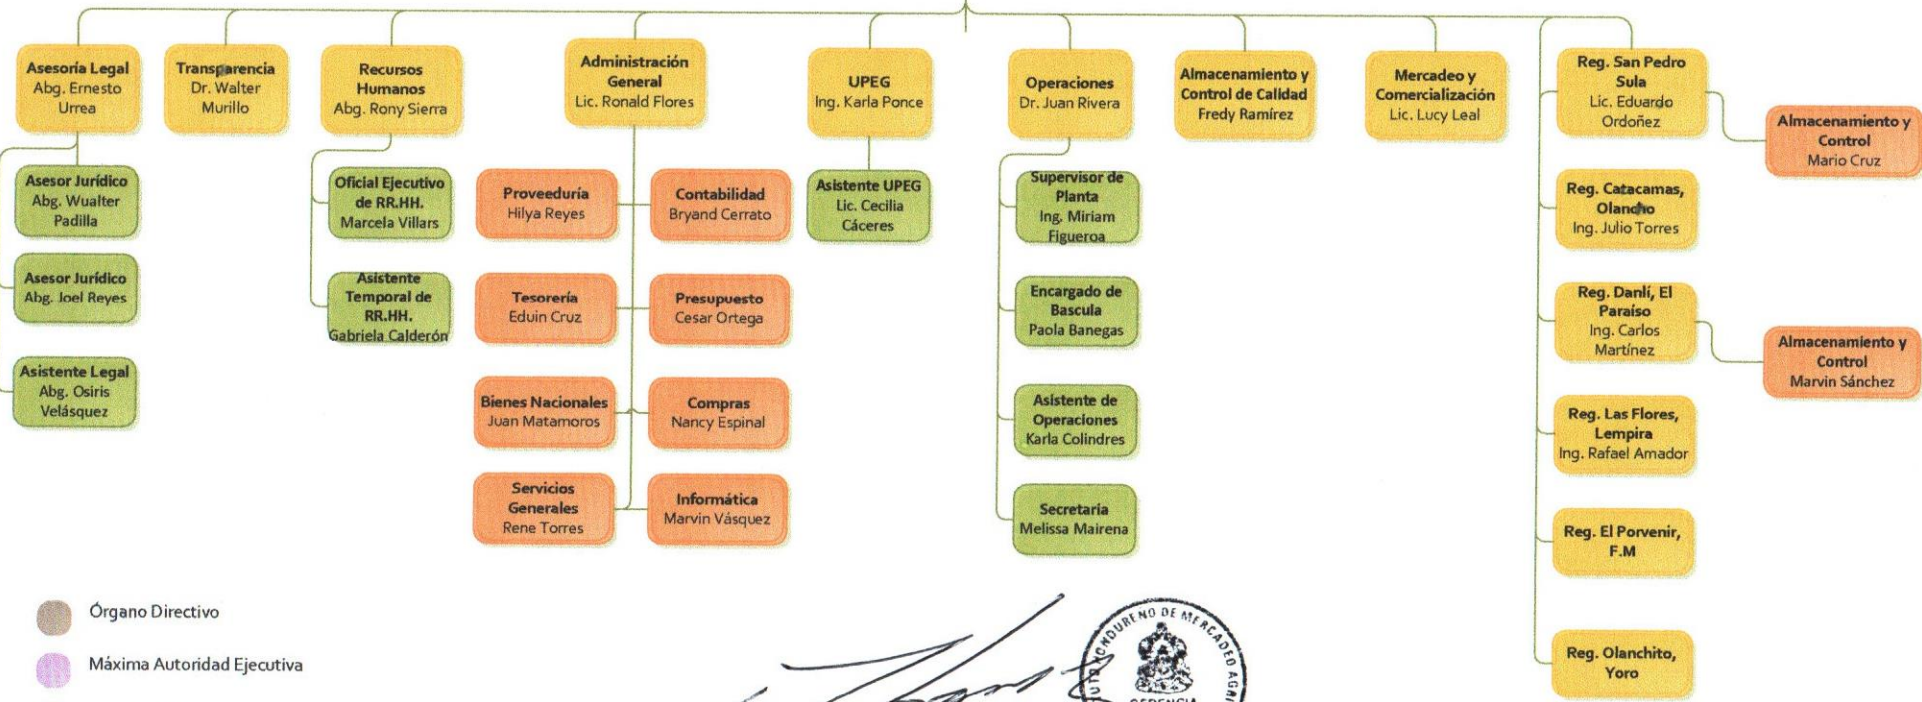 Asesoría Legal
Abg. Ernesto
Urrea
Transparencia
Dr. Walter
Murillo
Recursos
Humanos
Abg. Rony Sierra
Administración
General
Lic. Ronald Flores
UPEG
Ing. Karla Ponce
Operaciones
Dr. Juan Rivera
Almacenamiento y
Control de Calidad
Fredy Ramírez
Mercadeo y
Comercialización
Lic. Lucy Leal
Reg. San Pedro
Sula
Lic. Eduardo
Ordoñez
Almacenamiento y
Control
Mario Cruz
Asesor Jurídico
Abg. Wualter
Padilla
Asesor Jurídico
Abg. Joel Reyes
Asistente Legal
Abg. Osiris
Velásquez
Oficial Ejecutivo
de RR.HH.
Marcela Villars
Asistente
Temporal de
RR.HH.
Gabriela Calderón
Proveeduría
Hilya Reyes
Contabilidad
Bryand Cerrato
Tesorería
Eduin Cruz
Presupuesto
Cesar Ortega
Bienes Nacionales
Juan Matamoros
Compras
Nancy Espinal
Servicios
Generales
Rene Torres
Informática
Marvin Vásquez
Asistente UPEG
Lic. Cecilia
Cáceres
Supervisor de
Planta
Ing. Miriam
Figueroa
Encargado de
Bascula
Paola Banegas
Asistente de
Operaciones
Karla Colindres
Secretaria
Melissa Mairena
Reg. Catacamas,
Olancho
Ing. Julio Torres
Reg. Danlí, El
Paraíso
Ing. Carlos
Martínez
Almacenamiento y
Control
Marvin Sánchez
Reg. Las Flores,
Lempira
Ing. Rafael Amador
Reg. El Porvenir,
F.M
Reg. Olanchito,
Yoro
Órgano Directivo
Máxima Autoridad Ejecutiva
HONDUREÑO DE MERCADEO
GERENCIA